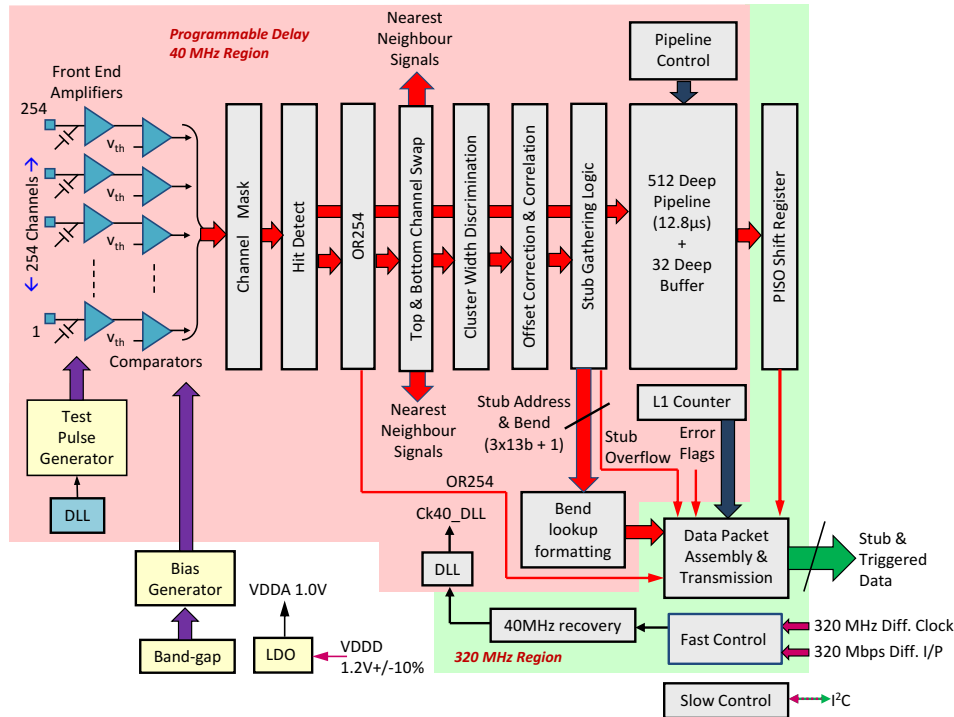 Programmable Delay
40 MHz Region
Nearest
Neighbour
Signals
Pipeline
Control
Front End
Amplifiers
254
254 Channels
1
Vth
Vth
Vth
Vth
Comparators
Channel Mask
Hit Detect
OR254
Top & Bottom Channel Swap
Cluster Width Discrimination
Offset Correction & Correlation
Stub Gathering Logic
512 Deep
Pipeline
(12.8µs)
+
32 Deep
Buffer
PISO Shift Register
Nearest
Neighbour
Signals
Stub Address
& Bend
(3x13b + 1)
L1 Counter
Stub
Overflow
Error
Flags
Test
Pulse
Generator
DLL
OR254
Ck40_DLL
DLL
Bend
lookup
formatting
Data Packet
Assembly &
Transmission
Stub &
Triggered
Data
Bias
Generator
Band-gap
VDDA 1.0V
LDO
VDDD
1.2V+/-10%
40MHz recovery
320 MHz Region
Fast Control
320 MHz Diff. Clock
320 Mbps Diff. I/P
Slow Control
I²C